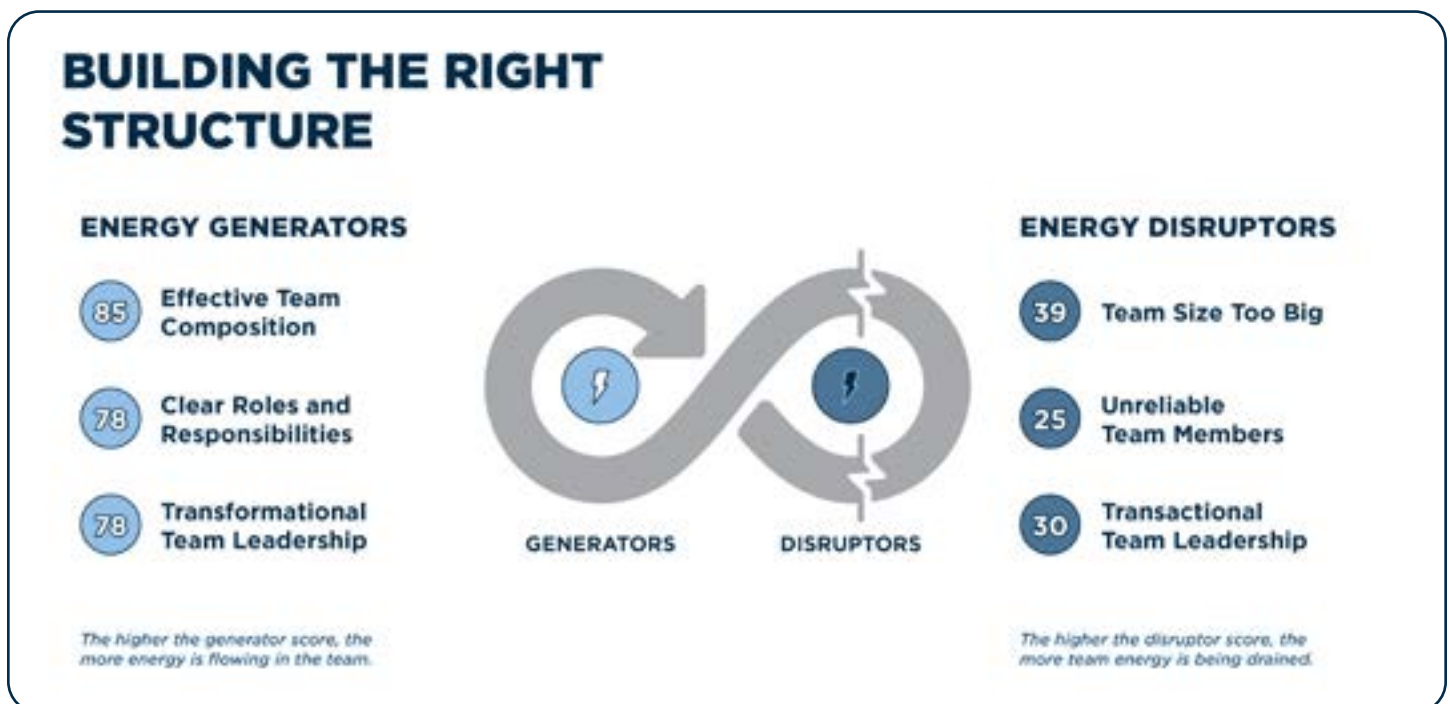 BUILDING THE RIGHT
STRUCTURE
ENERGY GENERATORS
85
Effective Team
Composition
78
Clear Roles and
Responsibilities
78
Transformational
Team Leadership
The higher the generator score, the
more energy is flowing in the team.
GENERATORS
DISRUPTORS
ENERGY DISRUPTORS
39
Team Size Too Big
25
Unreliable
Team Members
30
Transactional
Team Leadership
The higher the disruptor score, the
more team energy is being drained.